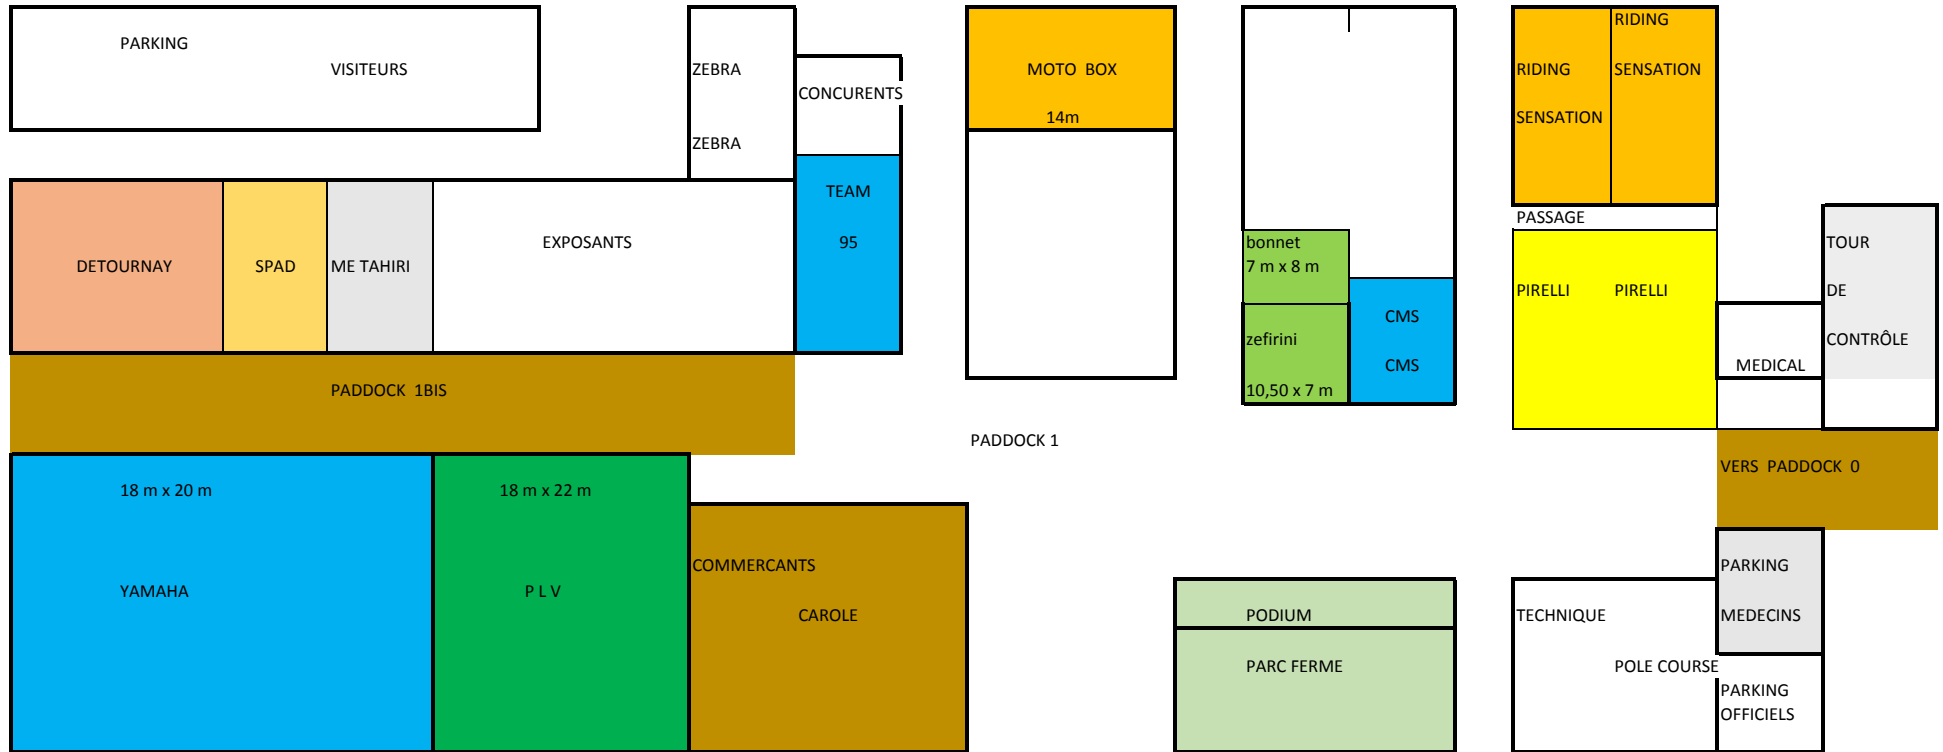 PARKING
VISITEURS
ZEBRA
ZEBRA
CONCURENTS
TEAM
95
DETOURNAY
SPAD
ME TAHIRI
EXPOSANTS
PADDOCK 1BIS
18 m x 20 m
YAMAHA
18 m x 22 m
P L V
COMMERCANTS
CAROLE
MOTO BOX
14m
PADDOCK 1
bonnet
7 m x 8 m
zefirini
10,50 x 7 m
CMS
CMS
PODIUM
PARC FERME
RIDING
SENSATION
RIDING
SENSATION
PASSAGE
PIRELLI
PIRELLI
MEDICAL
TOUR
DE
CONTRÔLE
VERS PADDOCK 0
PARKING
MEDECINS
TECHNIQUE
POLE COURSE
PARKING
OFFICIELS